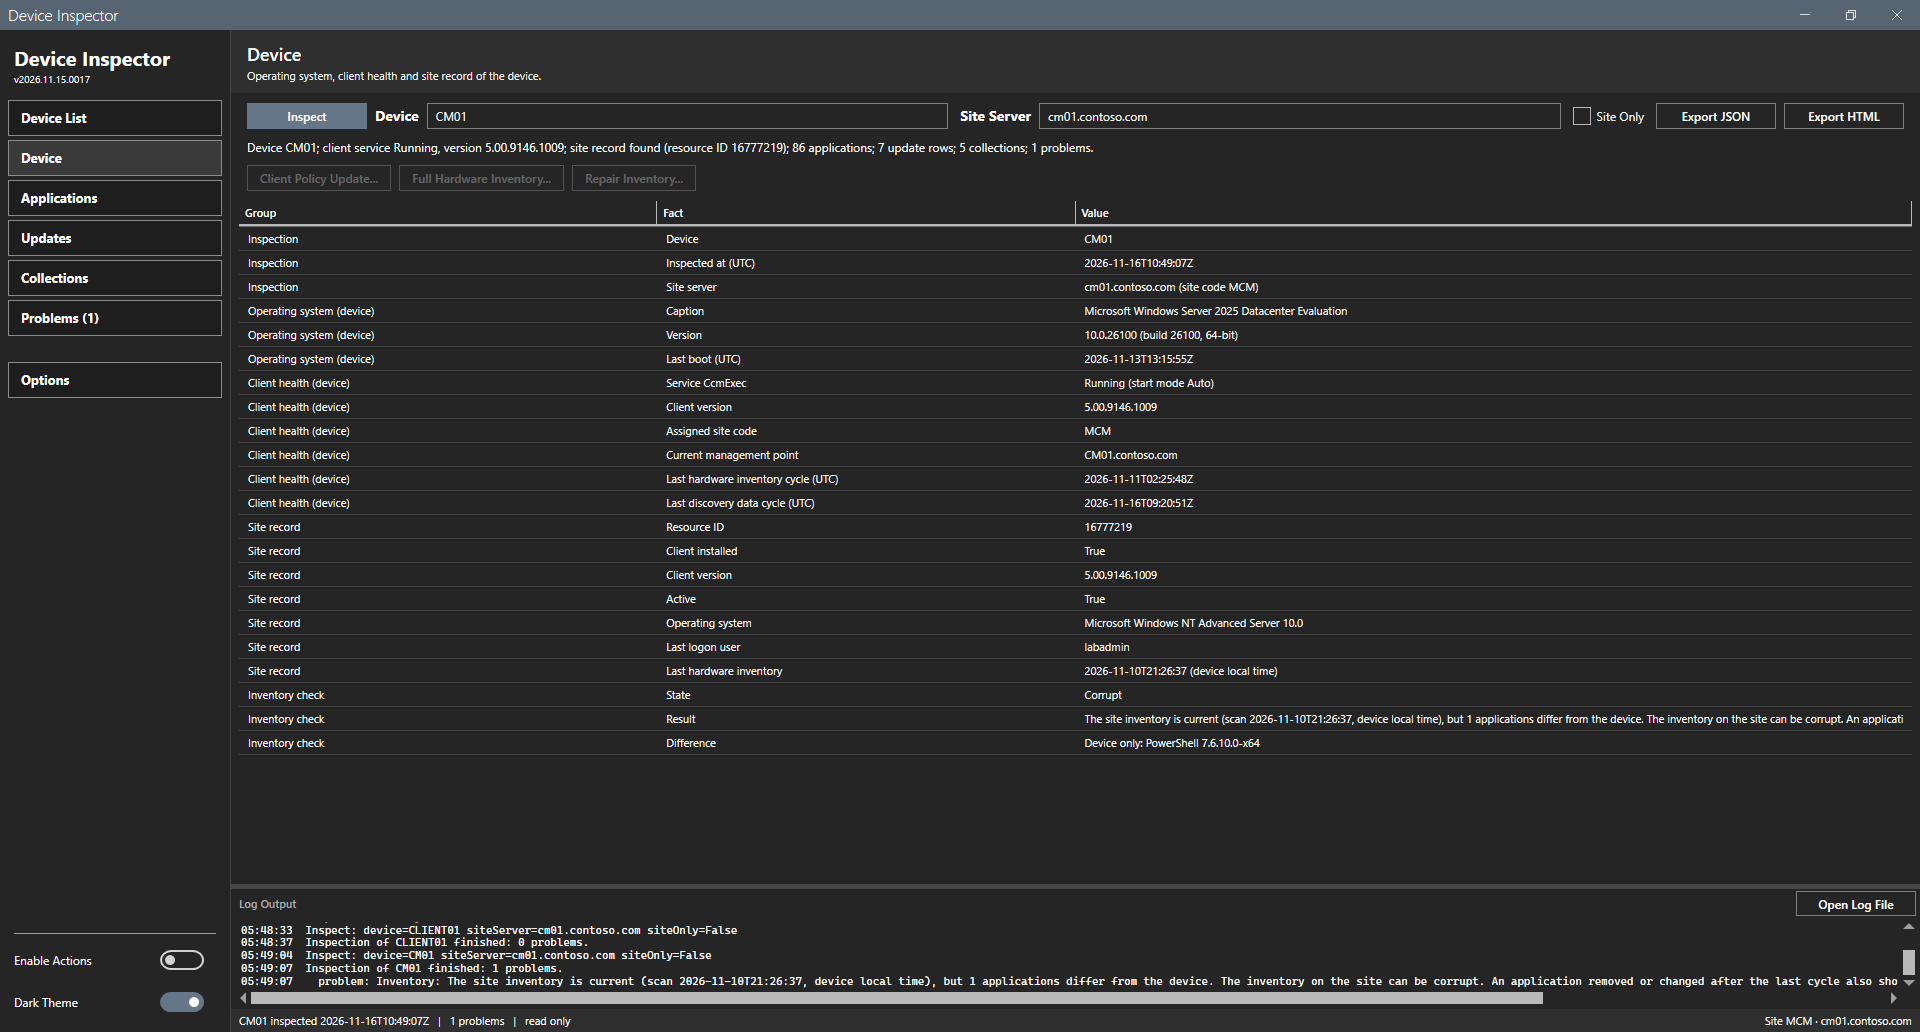 Device Inspector
Device Inspector
v2026.11.15.0017
Device List
Device
Applications
Updates
Collections
Problems (1)
Options
Enable Actions
Dark Theme
Device
Operating system, client health and site record of the device.
Inspect Device CM01 Site Server cm01.contoso.com Site Only Export JSON Export HTML
Device CM01; client service Running, version 5.00.9146.1009; site record found (resource ID 16777219); 86 applications; 7 update rows; 5 collections; 1 problems.
Client Policy Update... Full Hardware Inventory... Repair Inventory...
Group Fact Value
Inspection Device CM01
Inspection Inspected at (UTC) 2026-11-16T10:49:07Z
Inspection Site server cm01.contoso.com (site code MCM)
Operating system (device) Caption Microsoft Windows Server 2025 Datacenter Evaluation
Operating system (device) Version 10.0.26100 (build 26100, 64-bit)
Operating system (device) Last boot (UTC) 2026-11-13T13:15:55Z
Client health (device) Service CcmExec Running (start mode Auto)
Client health (device) Client version 5.00.9146.1009
Client health (device) Assigned site code MCM
Client health (device) Current management point CM01.contoso.com
Client health (device) Last hardware inventory cycle (UTC) 2026-11-11T02:25:48Z
Client health (device) Last discovery data cycle (UTC) 2026-11-16T09:20:51Z
Site record Resource ID 16777219
Site record Client installed True
Site record Client version 5.00.9146.1009
Site record Active True
Site record Operating system Microsoft Windows NT Advanced Server 10.0
Site record Last logon user labadmin
Site record Last hardware inventory 2026-11-10T21:26:37 (device local time)
Inventory check State Corrupt
Inventory check Result The site inventory is current (scan 2026-11-10T21:26:37, device local time), but 1 applications differ from the device. The inventory on the site can be corrupt. An applicati
Inventory check Difference Device only: PowerShell 7.6.10.0-x64
Log Output Open Log File
05:48:33 Inspect: device=CLIENT01 siteServer=cm01.contoso.com siteOnly=False
05:48:37 Inspection of CLIENT01 finished: 0 problems.
05:49:04 Inspect: device=CM01 siteServer=cm01.contoso.com siteOnly=False
05:49:07 Inspection of CM01 finished: 1 problems.
05:49:07 problem: Inventory: The site inventory is current (scan 2026-11-10T21:26:37, device local time), but 1 applications differ from the device. The inventory on the site can be corrupt. An application removed or changed after the last cycle also sho
CM01 inspected 2026-11-16T10:49:07Z | 1 problems | read only Site MCM · cm01.contoso.com